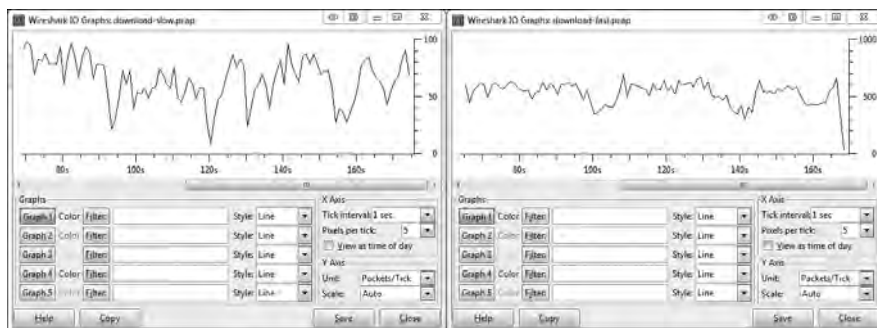 Wireshark IO Graphs: download-slow.pcap
100
50
0
80s 100s 120s 140s 160s
Graphs
X Axis
Graph 1 Color Filter: Style: Line
Tick interval: 1 sec
Graph 2 Color Filter: Style: Line
Pixels per tick: 5
Graph 3 Filter: Style: Line
View as time of day
Graph 4 Color Filter: Style: Line
Y Axis
Unit: Packets/Tick
Graph 5 Color Filter: Style: Line
Scale: Auto
Help Copy Save Close
Wireshark IO Graphs: download-fast.pcap
1000
500
0
80s 100s 120s 140s 160s
Graphs
X Axis
Graph 1 Color Filter: Style: Line
Tick interval: 1 sec
Graph 2 Color Filter: Style: Line
Pixels per tick: 5
Graph 3 Filter: Style: Line
View as time of day
Graph 4 Color Filter: Style: Line
Y Axis
Unit: Packets/Tick
Graph 5 Color Filter: Style: Line
Scale: Auto
Help Copy Save Close